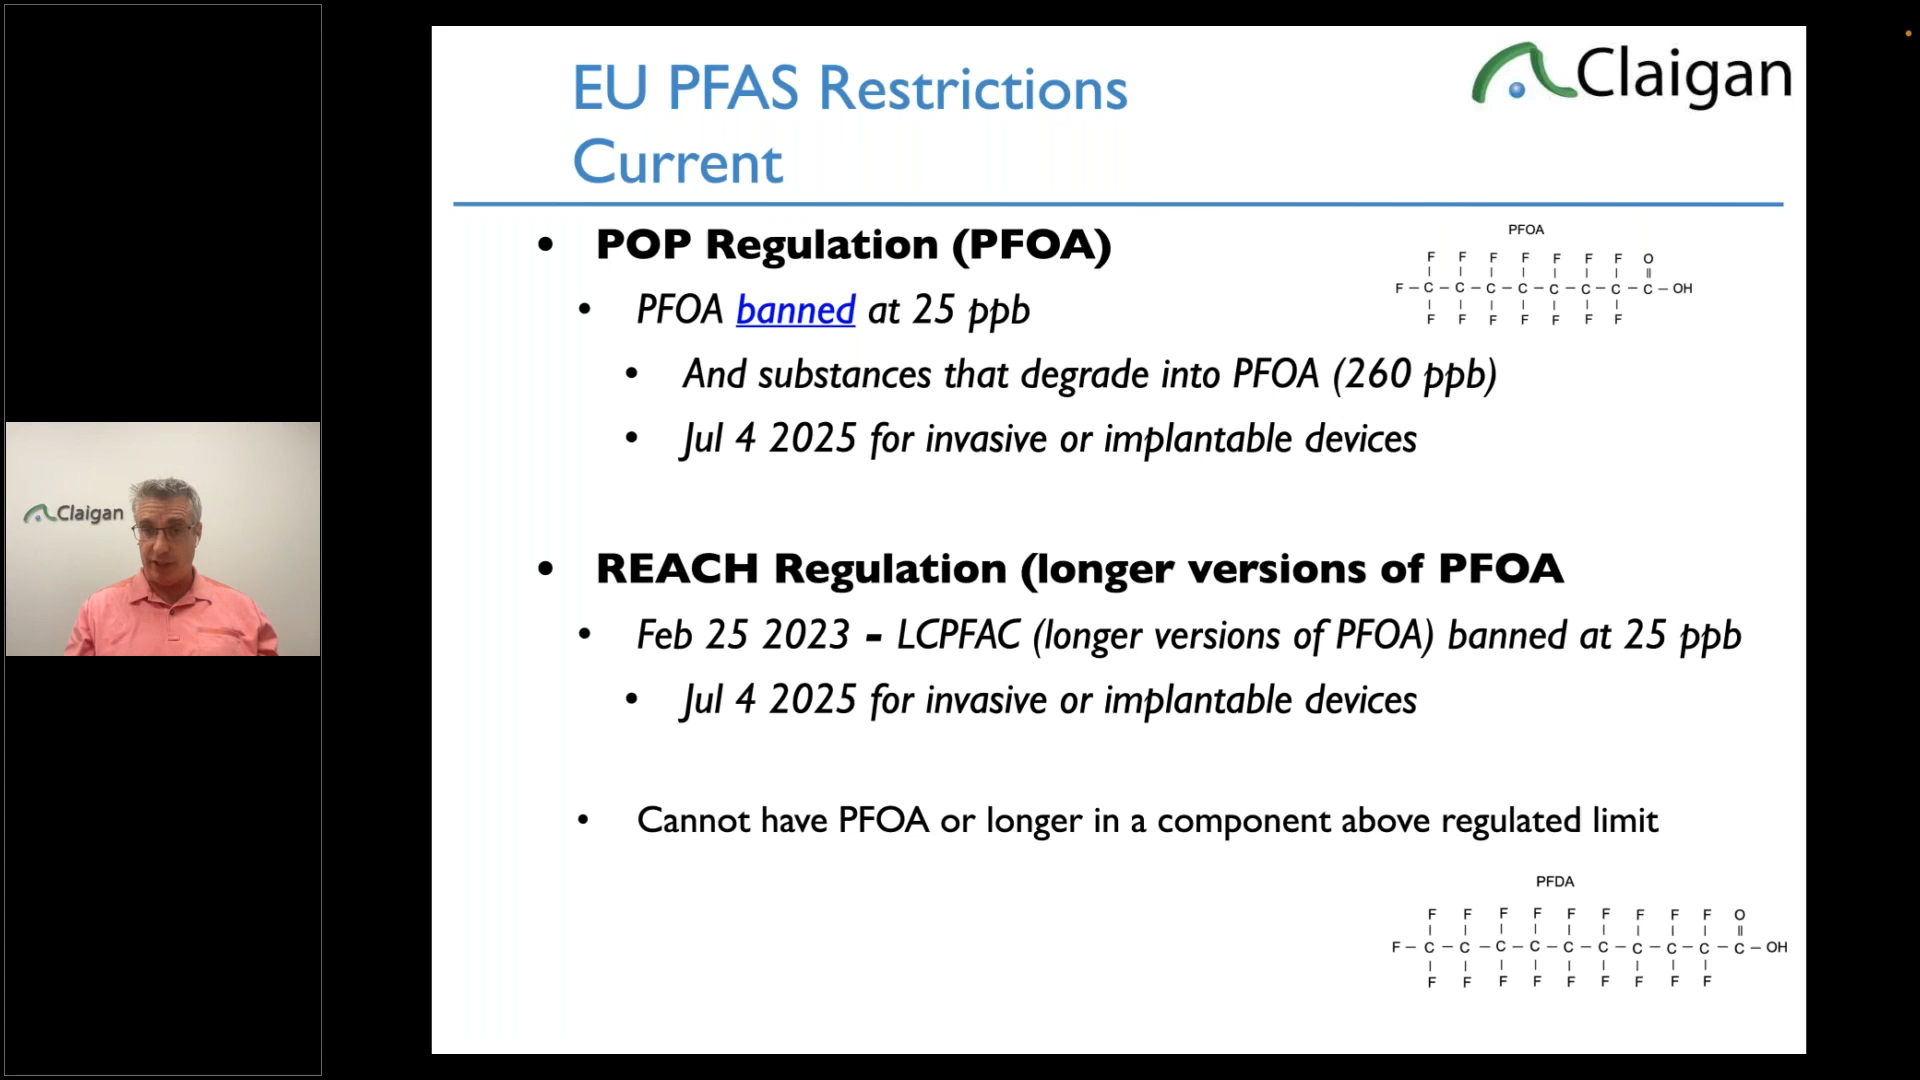 EU PFAS Restrictions
Current
Claigan
• POP Regulation (PFOA)
• PFOA banned at 25 ppb
• And substances that degrade into PFOA (260 ppb)
• Jul 4 2025 for invasive or implantable devices
PFOA
F F F F F F F O
F – C – C – C – C – C – C – C – C – OH
F F F F F F F
• REACH Regulation (longer versions of PFOA
• Feb 25 2023 - LCPFAC (longer versions of PFOA) banned at 25 ppb
• Jul 4 2025 for invasive or implantable devices
• Cannot have PFOA or longer in a component above regulated limit
PFDA
F F F F F F F F F O
F – C – C – C – C – C – C – C – C – C – C – OH
F F F F F F F F F
Claigan